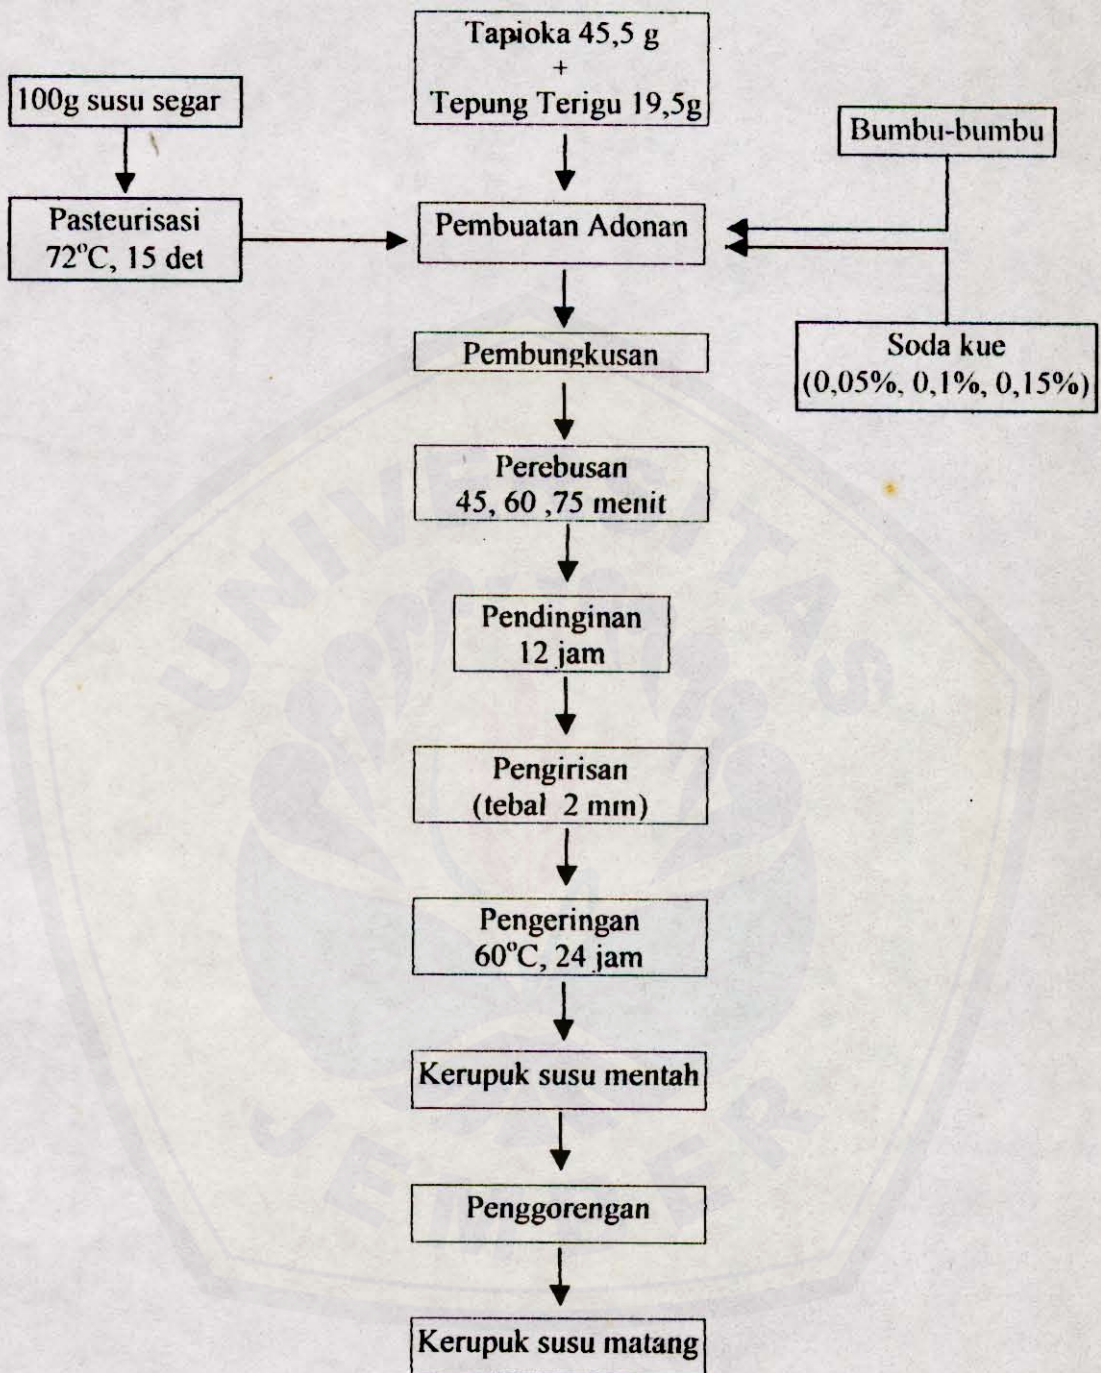 Tapioka 45,5 g
+
Tepung Terigu 19,5g
100g susu segar
Bumbu-bumbu
Pasteurisasi
72°C, 15 det
Pembuatan Adonan
Soda kue
(0,05%, 0,1%, 0,15%)
Pembungkusan
Perebusan
45, 60 ,75 menit
Pendinginan
12 jam
Pengirisan
(tebal 2 mm)
Pengeringan
60°C, 24 jam
Kerupuk susu mentah
Penggorengan
Kerupuk susu matang
UNIVERSITAS
JEMBER